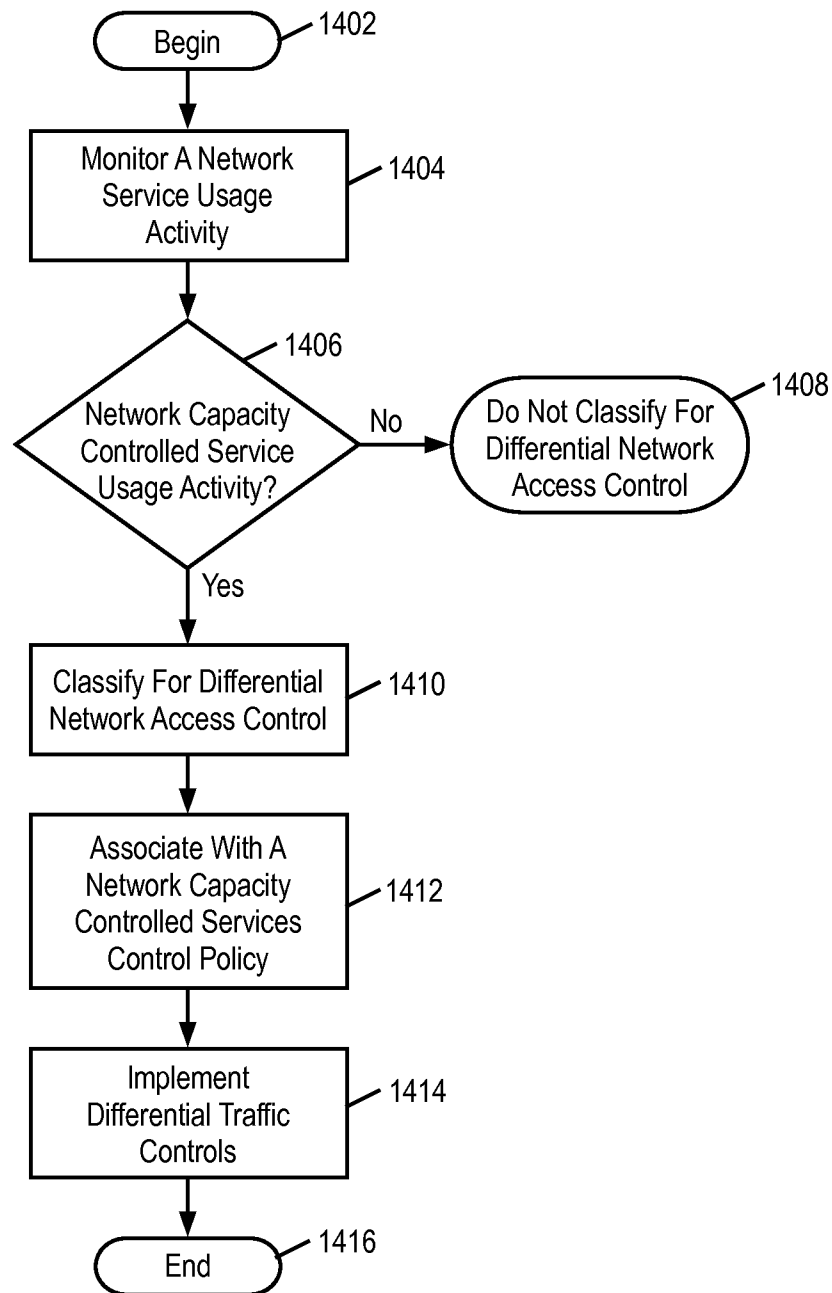 Begin
1402
Monitor A Network
Service Usage
Activity
1404
1406
Network Capacity
Controlled Service
Usage Activity?
No
1408
Do Not Classify For
Differential Network
Access Control
Yes
Classify For Differential
Network Access Control
1410
Associate With A
Network Capacity
Controlled Services
Control Policy
1412
Implement
Differential Traffic
Controls
1414
End
1416